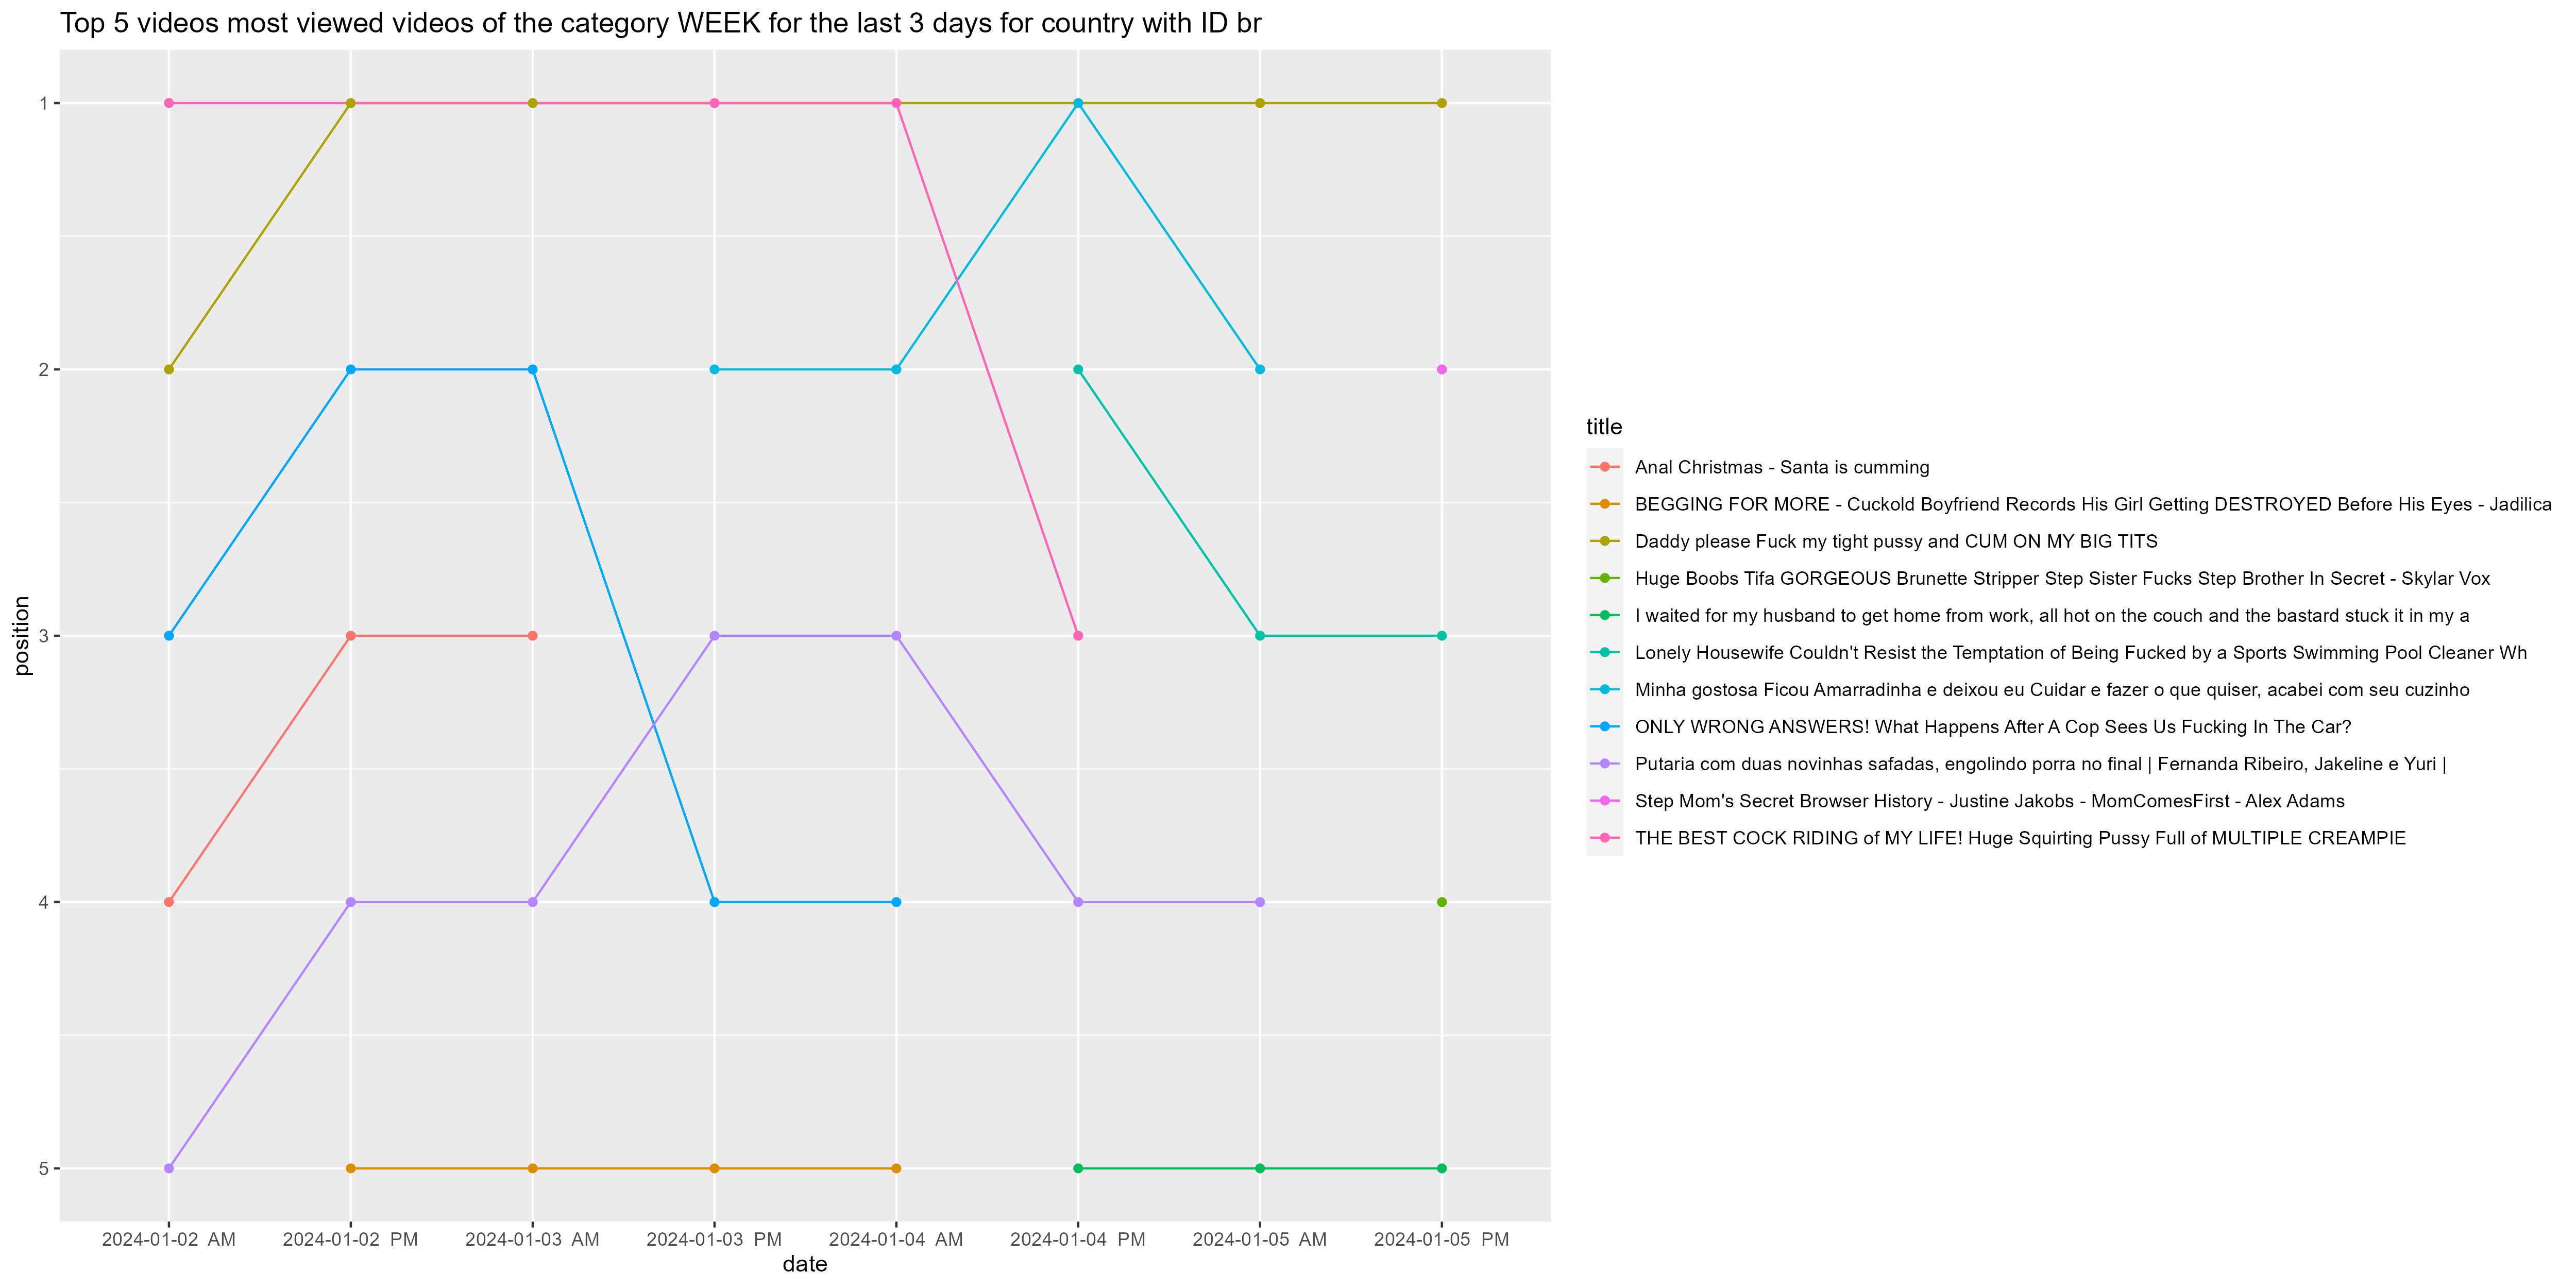 Top 5 videos most viewed videos of the category WEEK for the last 3 days for country with ID br
position
1
2
3
4
5
2024-01-02 AM
2024-01-02 PM
2024-01-03 AM
2024-01-03 PM
2024-01-04 AM
2024-01-04 PM
2024-01-05 AM
2024-01-05 PM
date
title
Anal Christmas - Santa is cumming
BEGGING FOR MORE - Cuckold Boyfriend Records His Girl Getting DESTROYED Before His Eyes - Jadilica
Daddy please Fuck my tight pussy and CUM ON MY BIG TITS
Huge Boobs Tifa GORGEOUS Brunette Stripper Step Sister Fucks Step Brother In Secret - Skylar Vox
I waited for my husband to get home from work, all hot on the couch and the bastard stuck it in my a
Lonely Housewife Couldn't Resist the Temptation of Being Fucked by a Sports Swimming Pool Cleaner Wh
Minha gostosa Ficou Amarradinha e deixou eu Cuidar e fazer o que quiser, acabei com seu cuzinho
ONLY WRONG ANSWERS! What Happens After A Cop Sees Us Fucking In The Car?
Putaria com duas novinhas safadas, engolindo porra no final | Fernanda Ribeiro, Jakeline e Yuri |
Step Mom's Secret Browser History - Justine Jakobs - MomComesFirst - Alex Adams
THE BEST COCK RIDING of MY LIFE! Huge Squirting Pussy Full of MULTIPLE CREAMPIE